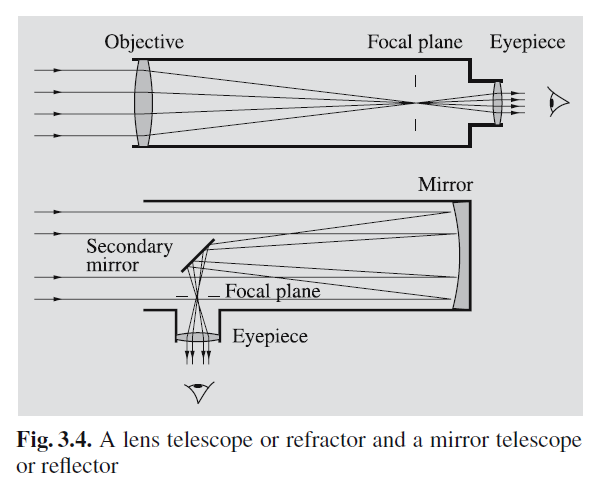 Objective
Focal plane
Eyepiece
Mirror
Secondary
mirror
Focal plane
Eyepiece
Fig. 3.4. A lens telescope or refractor and a mirror telescope
or reflector